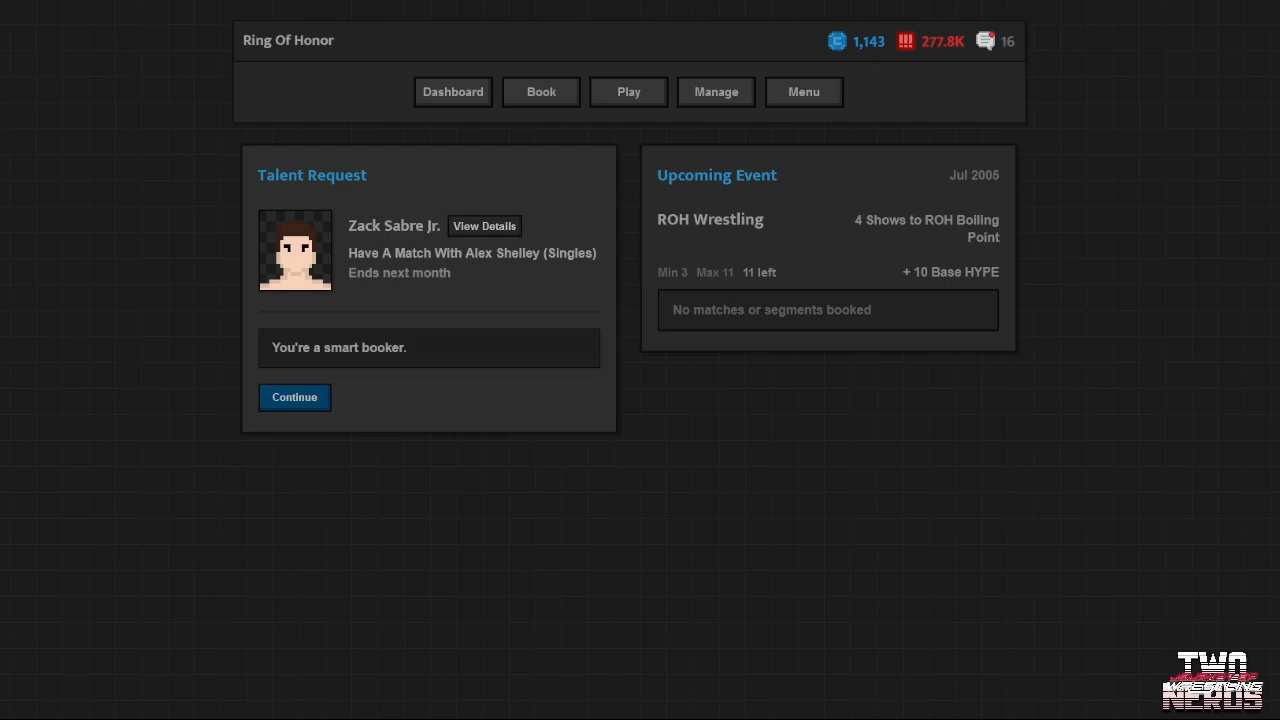 Ring Of Honor
1,143
277.8K
16
Dashboard
Book
Play
Manage
Menu
Talent Request
Zack Sabre Jr.
View Details
Have A Match With Alex Shelley (Singles)
Ends next month
You're a smart booker.
Continue
Upcoming Event
Jul 2005
ROH Wrestling
4 Shows to ROH Boiling
Point
Min 3 Max 11 11 left
+ 10 Base HYPE
No matches or segments booked
TWO
WRESTLING
NERDS